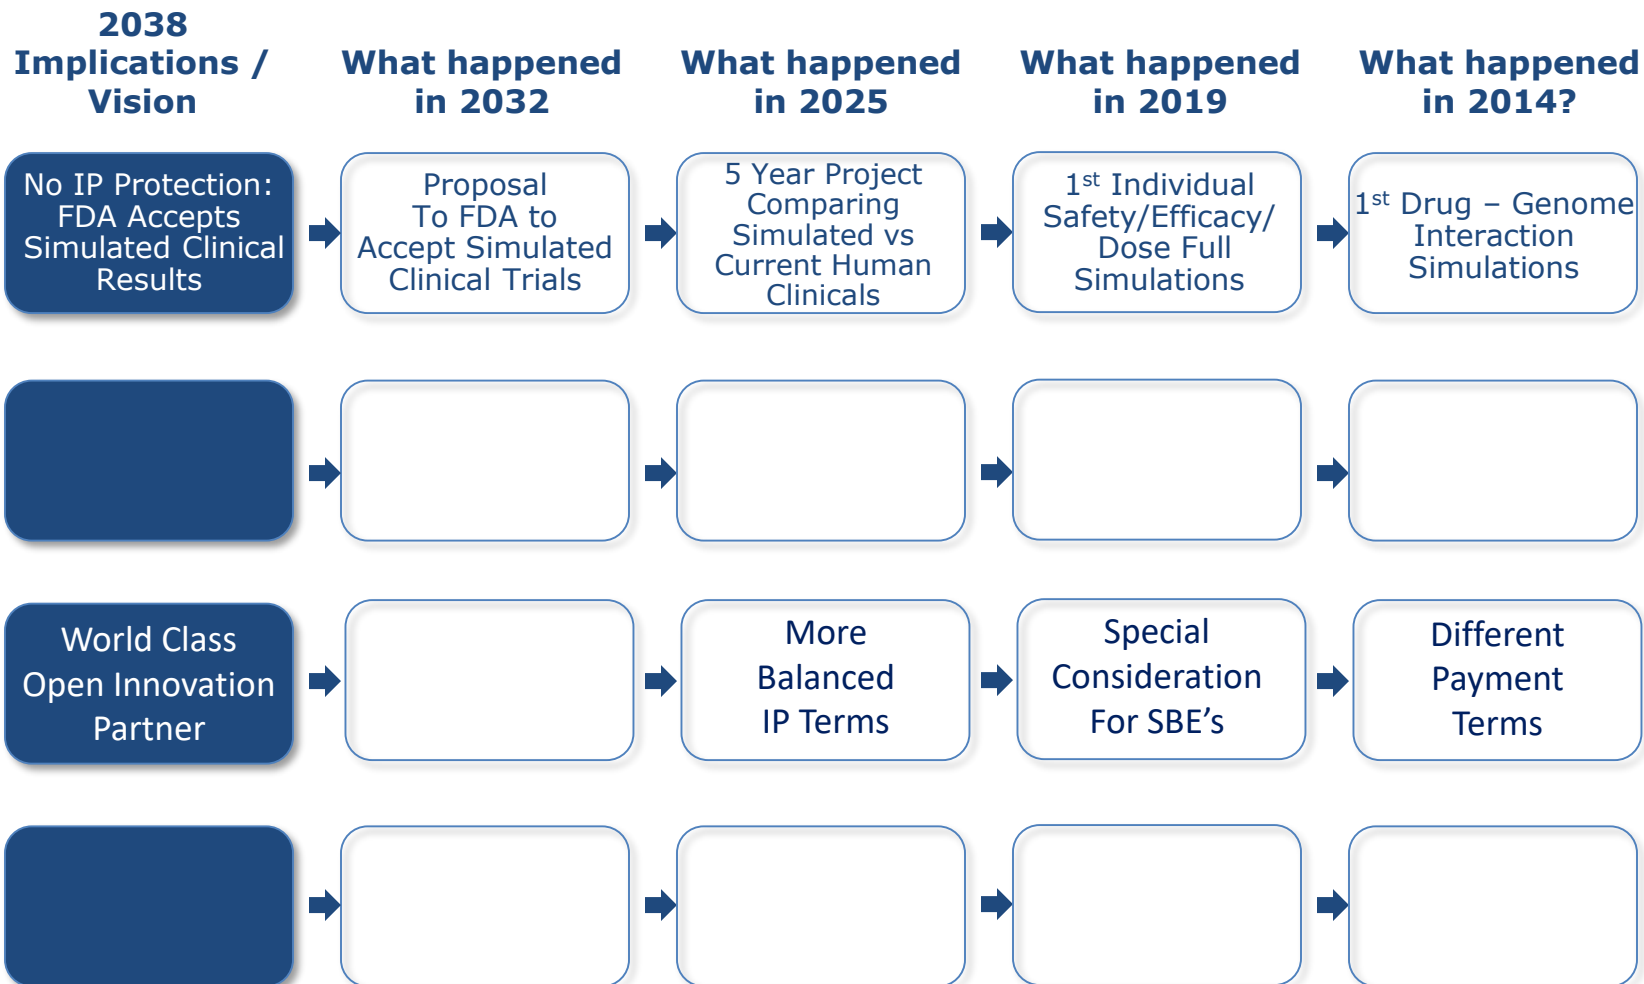 2038
Implications /
Vision
What happened
in 2032
What happened
in 2025
What happened
in 2019
What happened
in 2014?
No IP Protection:
FDA Accepts
Simulated Clinical
Results
Proposal
To FDA to
Accept Simulated
Clinical Trials
5 Year Project
Comparing
Simulated vs
Current Human
Clinicals
1st Individual
Safety/Efficacy/
Dose Full
Simulations
1st Drug – Genome
Interaction
Simulations
World Class
Open Innovation
Partner
More
Balanced
IP Terms
Special
Consideration
For SBE’s
Different
Payment
Terms